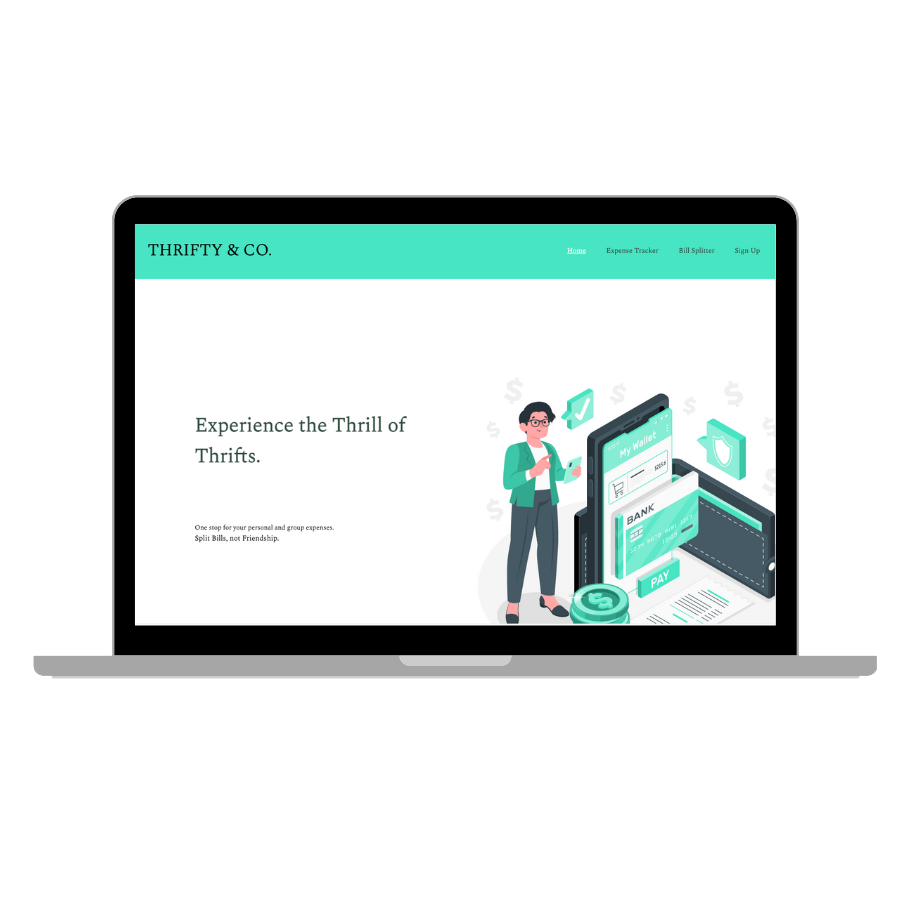 THRIFTY & CO.
Home Expense Tracker Bill Splitter Sign Up
Experience the Thrill of
Thrifts.
One stop for your personal and group expenses.
Split Bills, not Friendship.
My Wallet
BANK
PAY